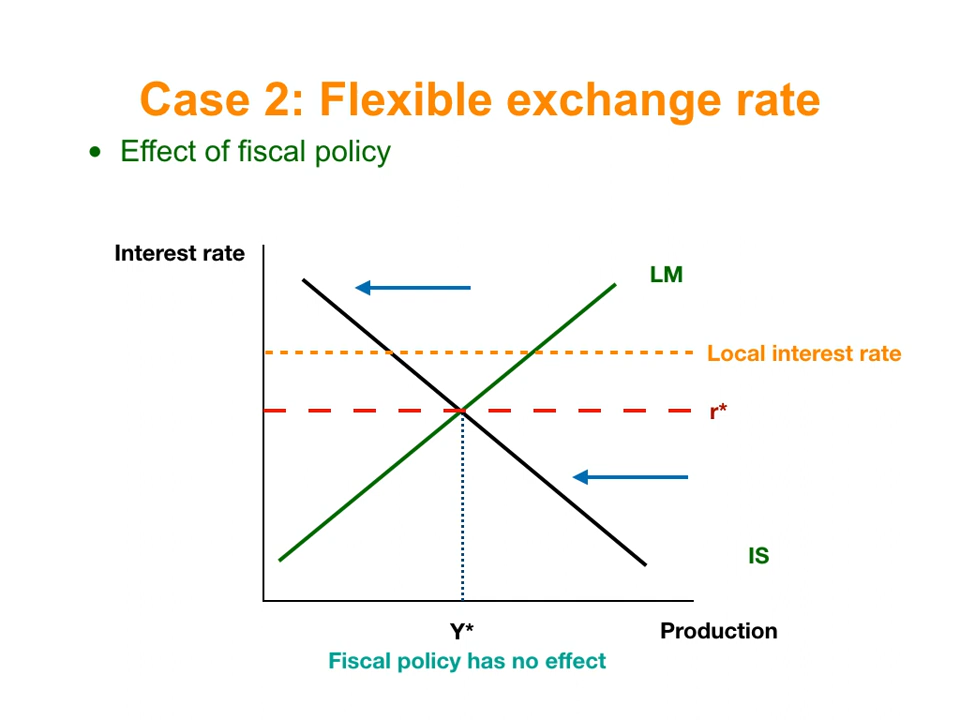 Case 2: Flexible exchange rate
• Effect of fiscal policy
Interest rate
LM
Local interest rate
r*
IS
Y*
Production
Fiscal policy has no effect